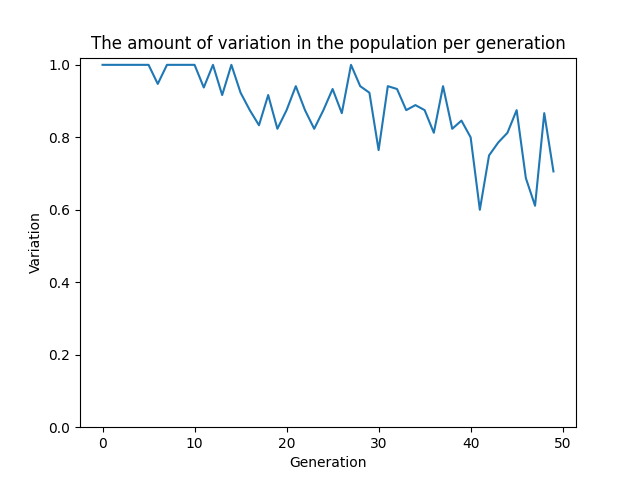 The amount of variation in the population per generation
1.0
0.8
0.6
0.4
0.2
0.0
Variation
0 10 20 30 40 50
Generation